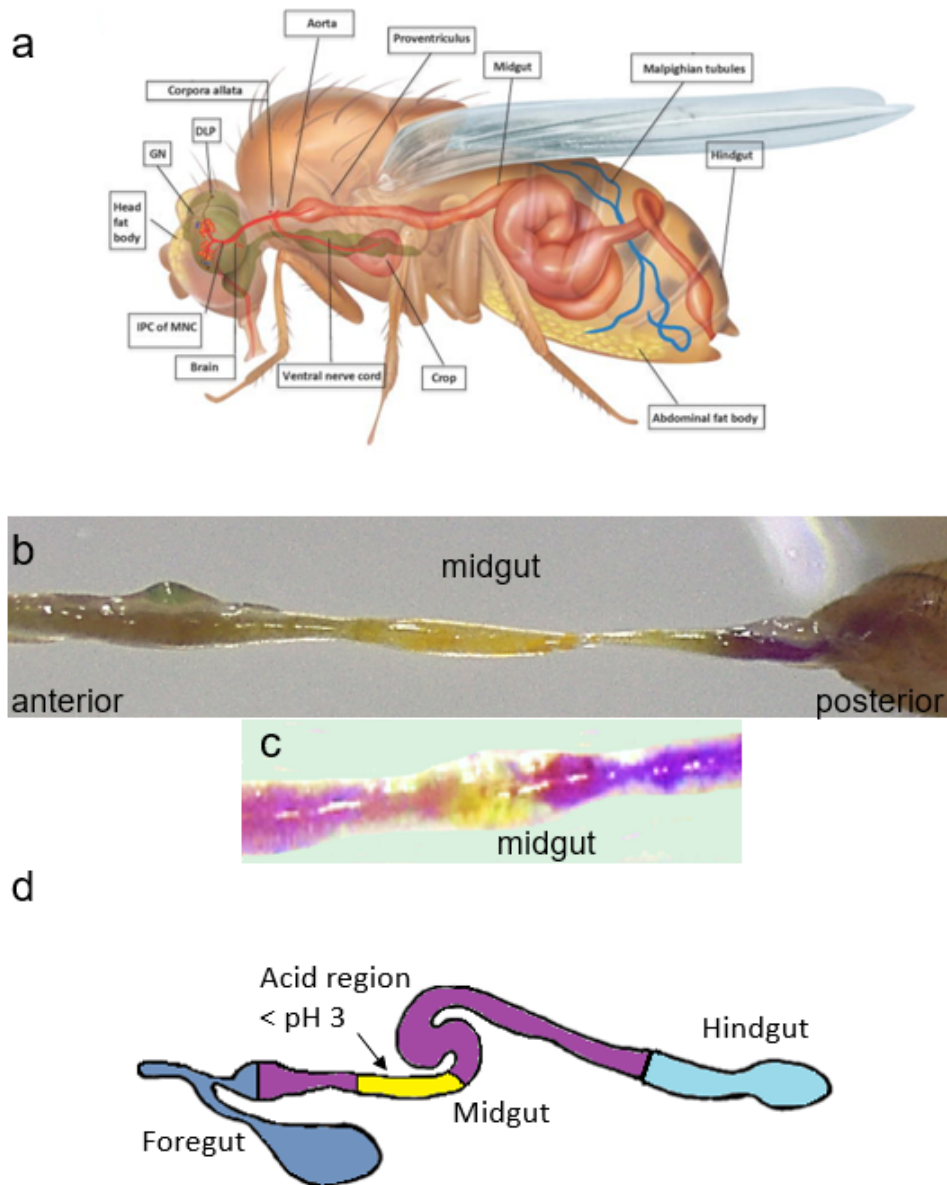 a
Aorta
Proventriculus
Midgut
Malpighian tubules
Corpora allata
DLP
GN
Hindgut
Head
fat
body
IPC of MNC
Brain
Ventral nerve cord
Crop
Abdominal fat body
b
midgut
anterior
posterior
c
midgut
d
Acid region
< pH 3
Hindgut
Midgut
Foregut